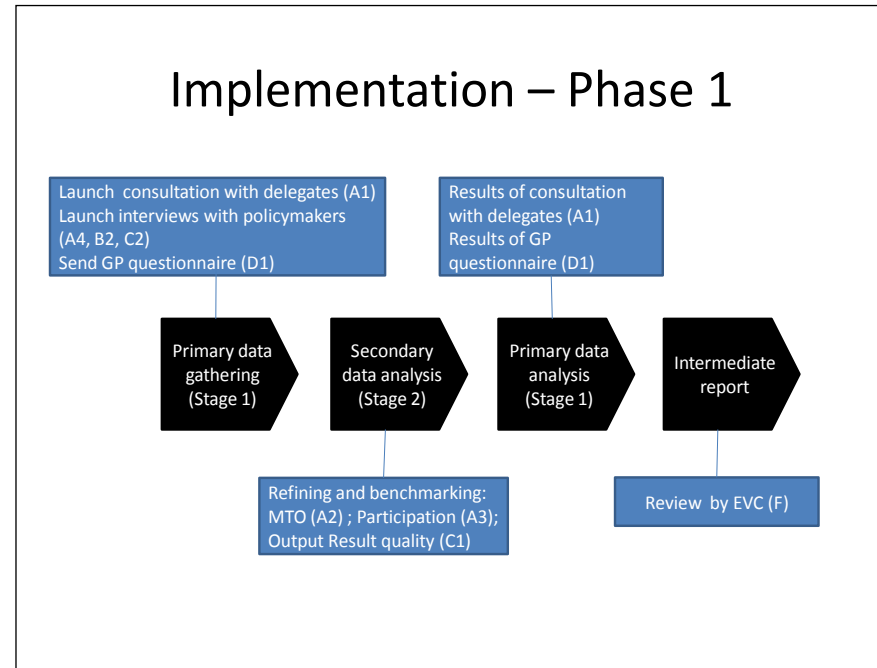 Implementation – Phase 1
Launch consultation with delegates (A1)
Launch interviews with policymakers
(A4, B2, C2)
Send GP questionnaire (D1)
Results of consultation
with delegates (A1)
Results of GP
questionnaire (D1)
Primary data
gathering
(Stage 1)
Secondary
data analysis
(Stage 2)
Primary data
analysis
(Stage 1)
Intermediate
report
Refining and benchmarking:
MTO (A2) ; Participation (A3);
Output Result quality (C1)
Review by EVC (F)